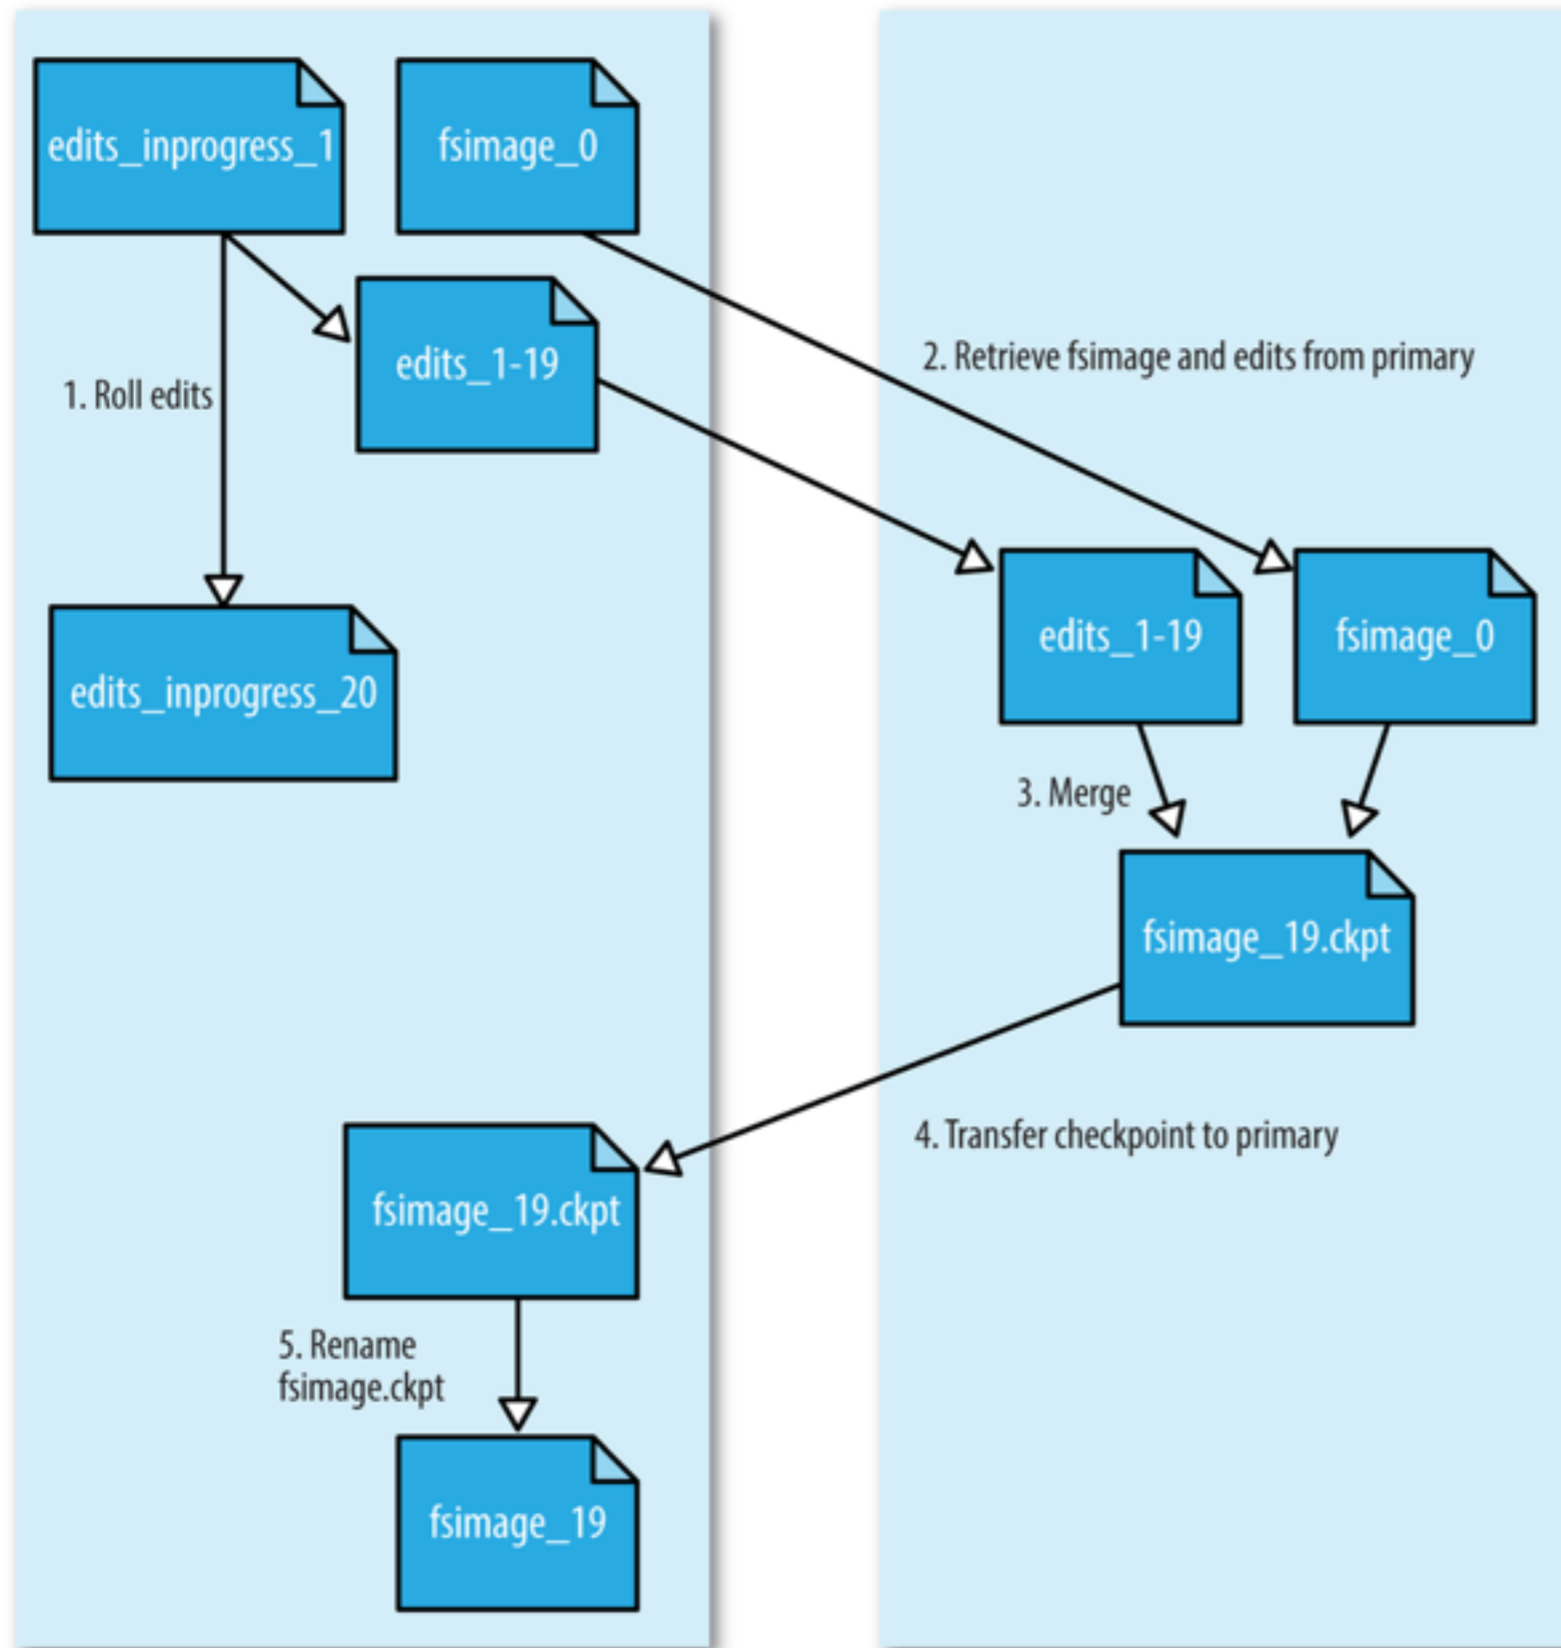 edits_inprogress_1
fsimage_0
edits_1-19
1. Roll edits
2. Retrieve fsimage and edits from primary
edits_inprogress_20
edits_1-19
fsimage_0
3. Merge
fsimage_19.ckpt
4. Transfer checkpoint to primary
fsimage_19.ckpt
5. Rename
fsimage.ckpt
fsimage_19